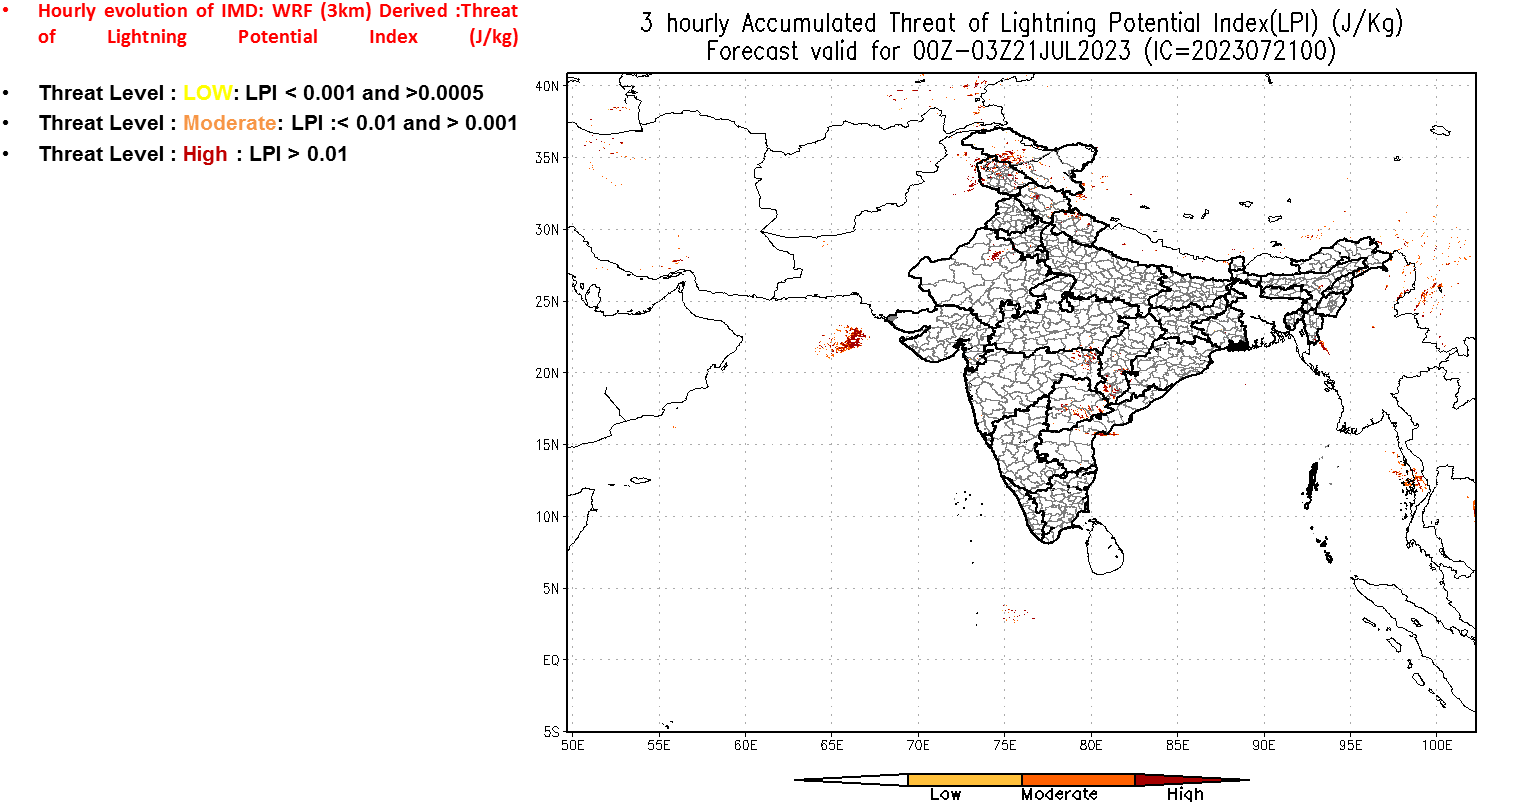 • Hourly evolution of IMD: WRF (3km) Derived :Threat
of Lightning Potential Index (J/kg)
• Threat Level : LOW: LPI < 0.001 and >0.0005
• Threat Level : Moderate: LPI :< 0.01 and > 0.001
• Threat Level : High : LPI > 0.01
3 hourly Accumulated Threat of Lightning Potential Index(LPI) (J/Kg)
Forecast valid for 00Z-03Z21JUL2023 (IC=2023072100)
40N
35N
30N
25N
20N
15N
10N
5N
EQ
5S
50E 55E 60E 65E 70E 75E 80E 85E 90E 95E 100E
Low Moderate High